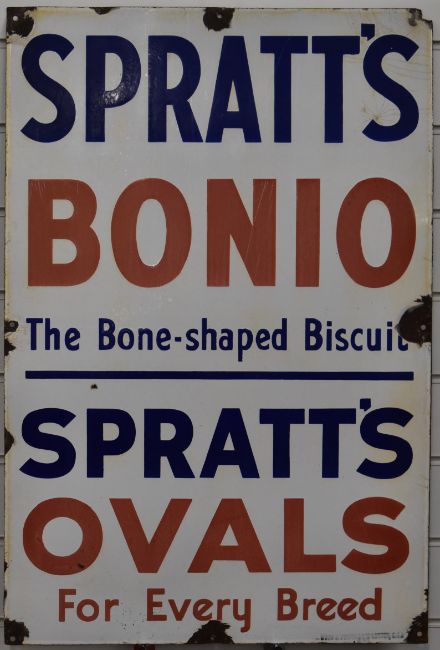 SPRATT'S
BONIO
The Bone-shaped Biscuit
SPRATT'S
OVALS
For Every Breed